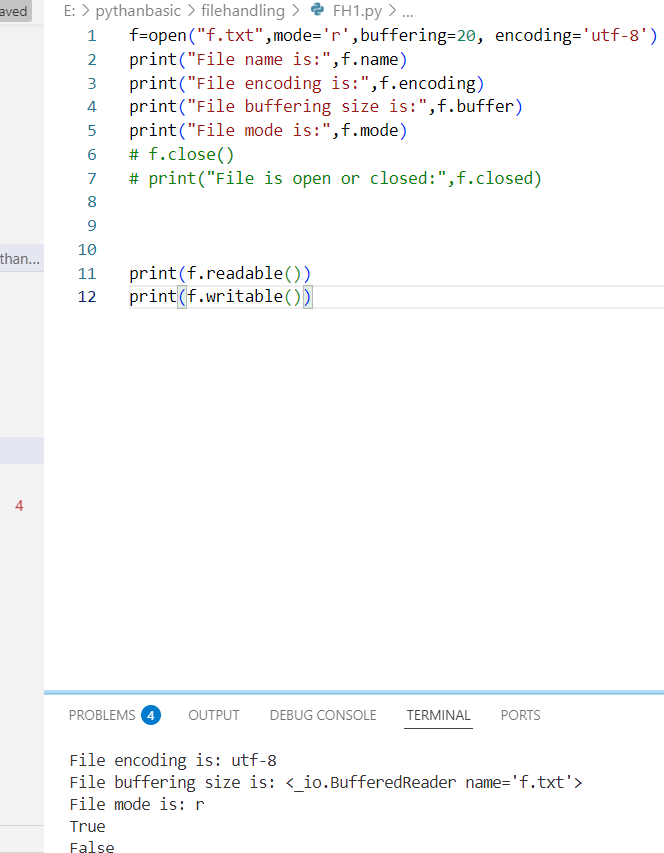 aved
E: > pythanbasic > filehandling > FH1.py > ...
1 f=open("f.txt",mode='r',buffering=20, encoding='utf-8')
2 print("File name is:",f.name)
3 print("File encoding is:",f.encoding)
4 print("File buffering size is:",f.buffer)
5 print("File mode is:",f.mode)
6 # f.close()
7 # print("File is open or closed:",f.closed)
8
9
10
than...
11 print(f.readable())
12 print(f.writable())
4
PROBLEMS 4 OUTPUT DEBUG CONSOLE TERMINAL PORTS
File encoding is: utf-8
File buffering size is: <_io.BufferedReader name='f.txt'>
File mode is: r
True
False